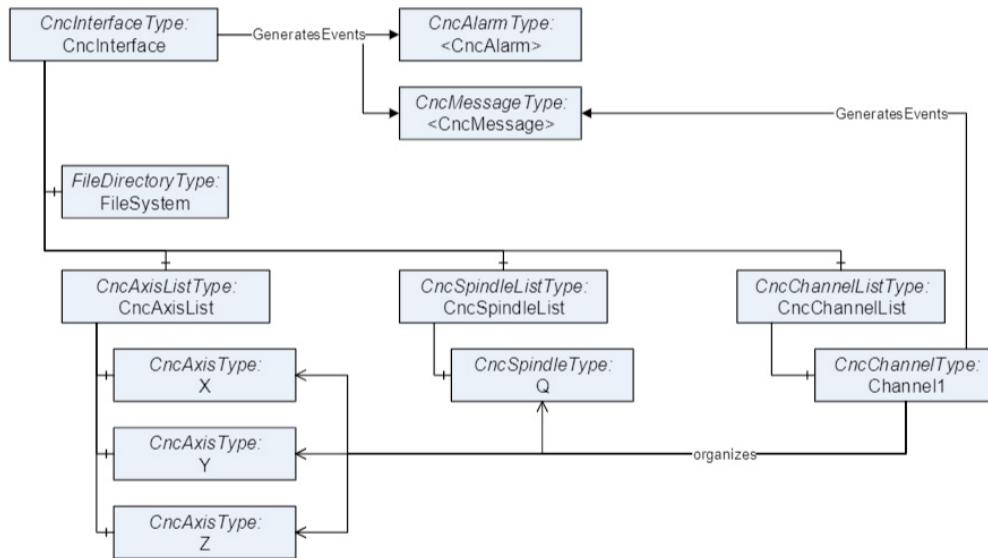 CncInterfaceType:
CncInterface
GeneratesEvents
CncAlarmType:
<CncAlarm>
CncMessageType:
<CncMessage>
GeneratesEvents
FileDirectoryType:
FileSystem
CncAxisListType:
CncAxisList
CncSpindleListType:
CncSpindleList
CncChannelListType:
CncChannelList
CncAxisType:
X
CncSpindleType:
Q
CncChannelType:
Channel1
CncAxisType:
Y
organizes
CncAxisType:
Z